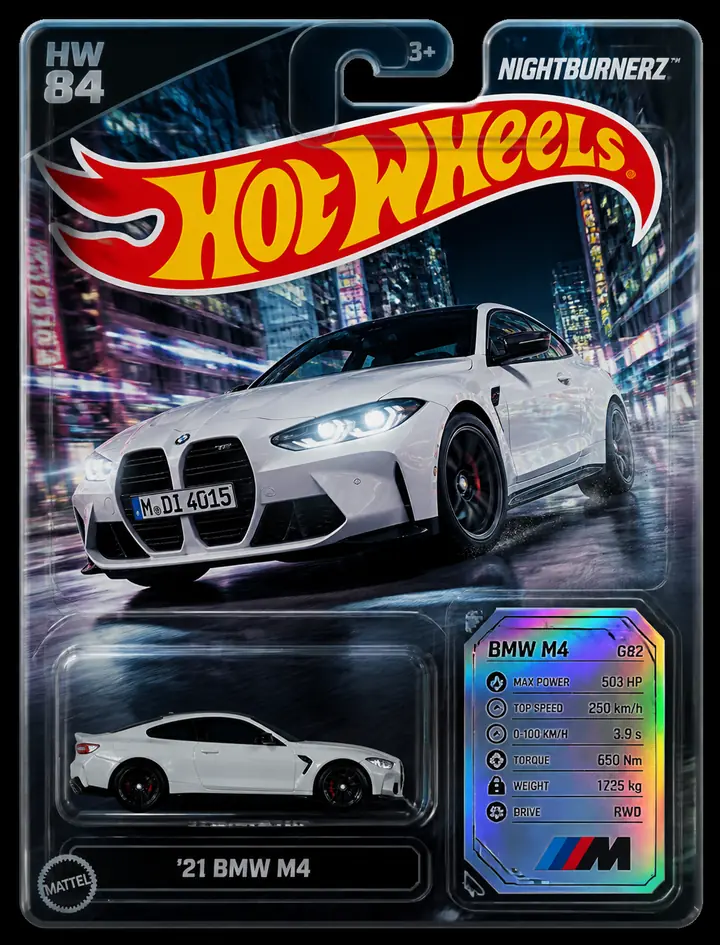 HW
84
3+
NIGHTBURNERZ™
HOT WHEELS®
M DI 4015
BMW M4 G82
MAX POWER 503 HP
TOP SPEED 250 km/h
0-100 KM/H 3.9 s
TORQUE 650 Nm
WEIGHT 1725 kg
DRIVE RWD
M
'21 BMW M4
MATTEL